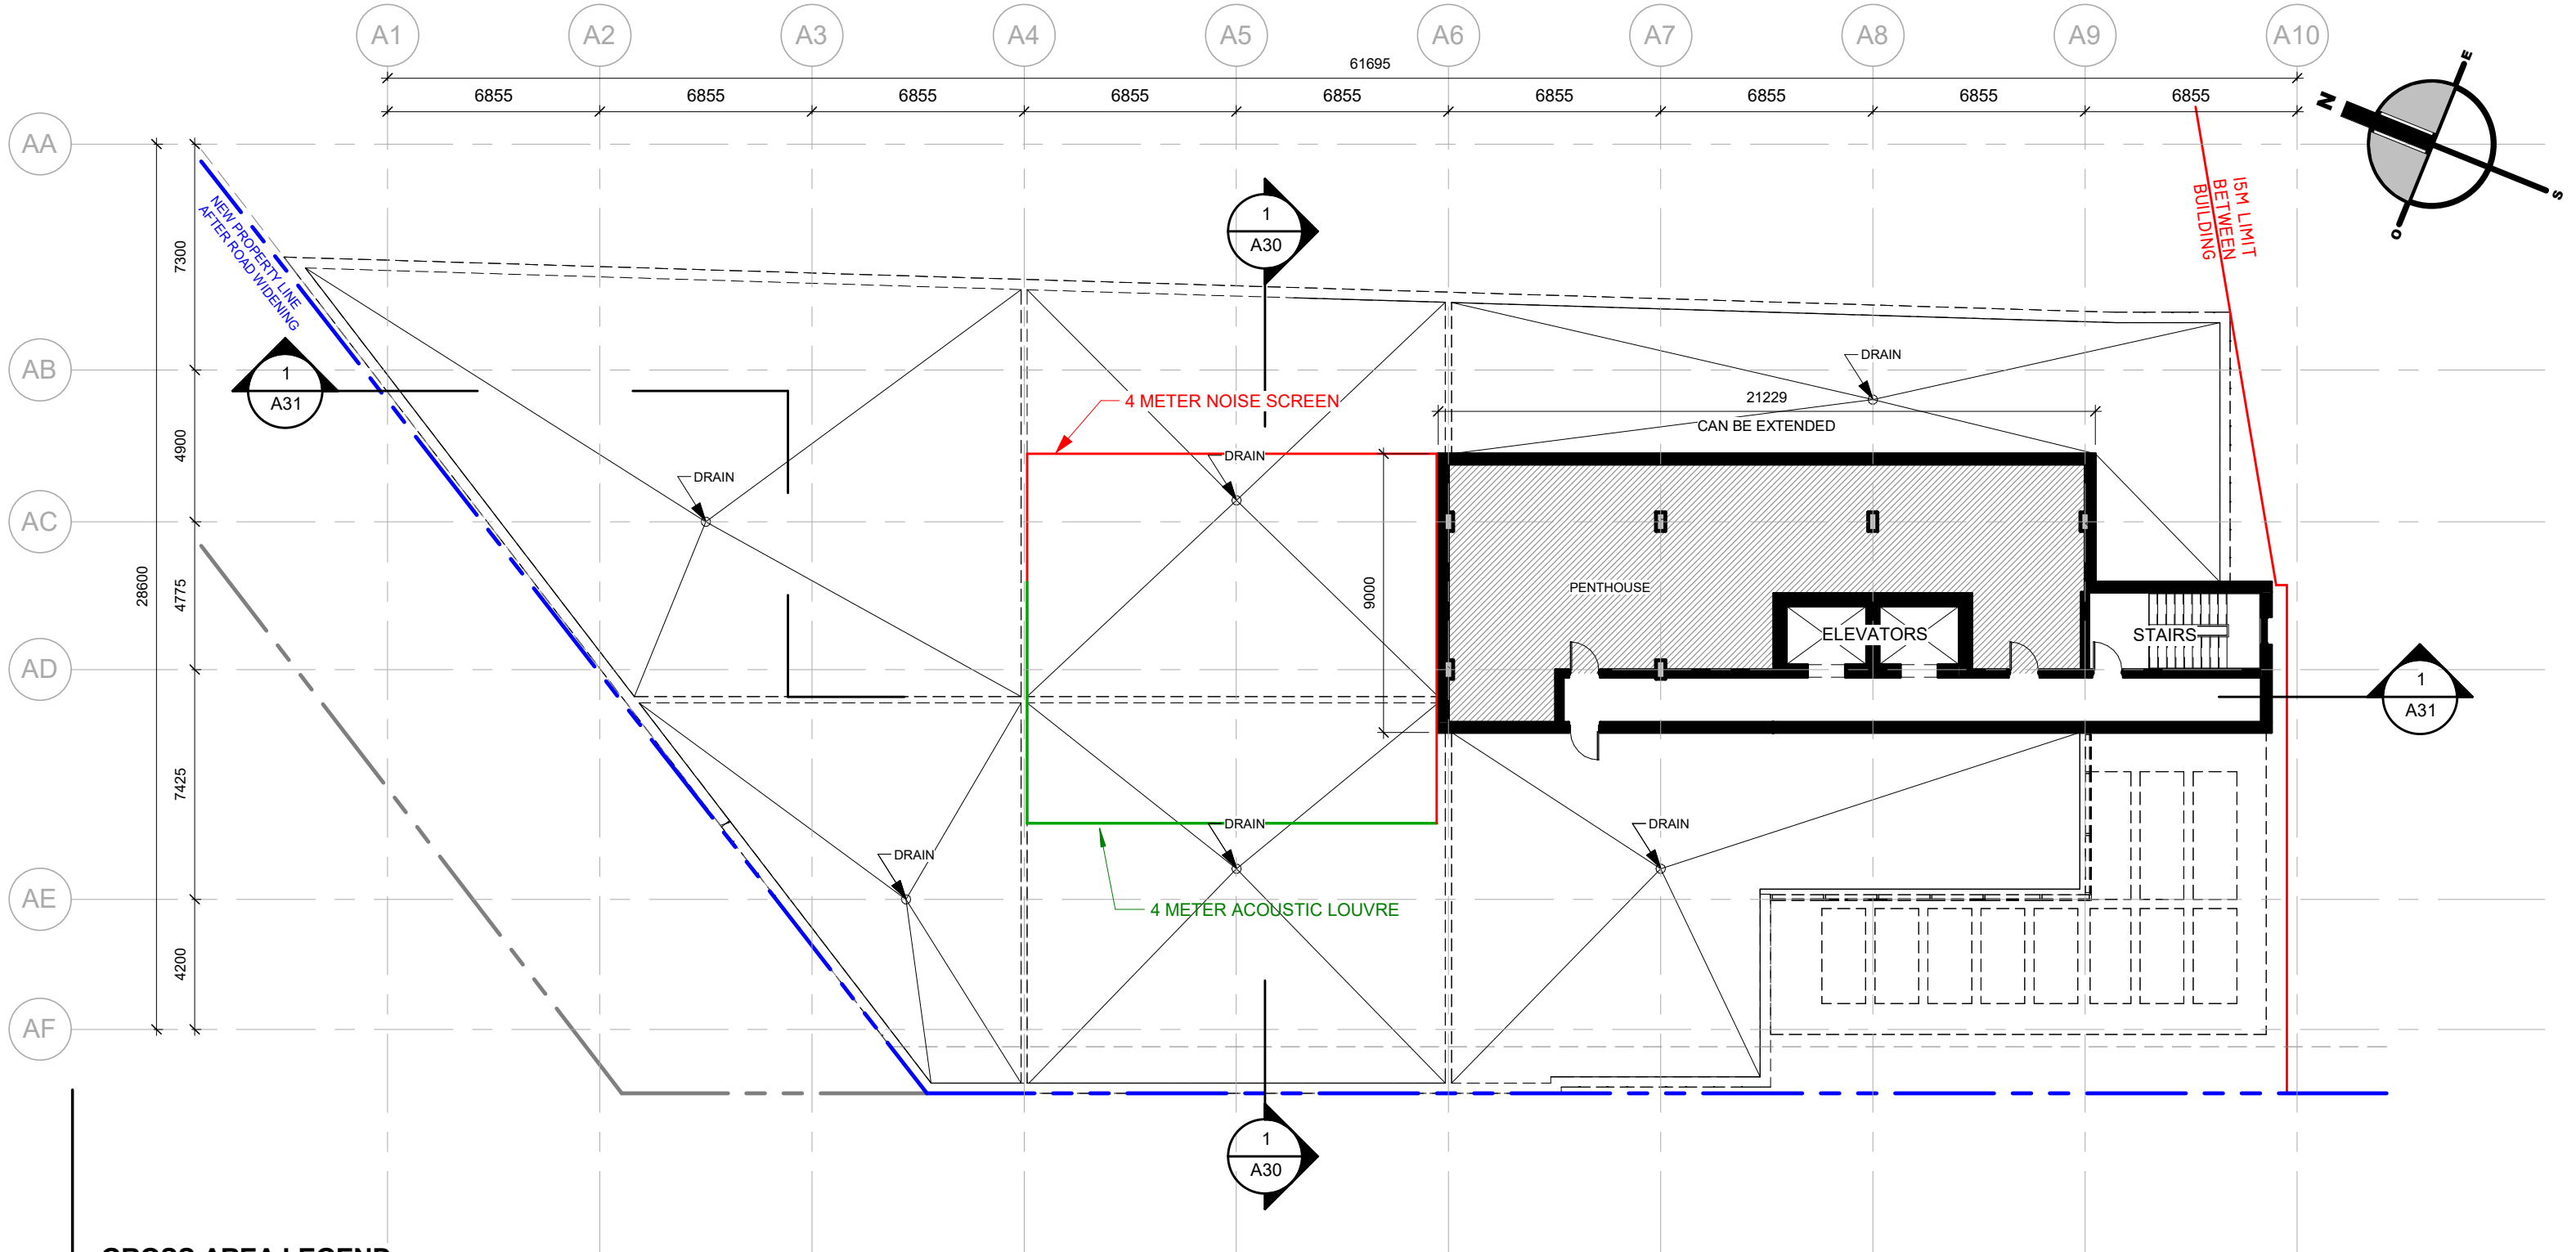 A1 A2 A3 A4 A5 A6 A7 A8 A9 A10
61695
6855 6855 6855 6855 6855 6855 6855 6855 6855
N
E
S
O
AA
AB
AC
AD
AE
AF
28600
7300
4900
4775
7425
4200
NEW PROPERTY LINE
AFTER ROAD WIDENING
15M LIMIT
BETWEEN
BUILDING
1
A30
1
A31
4 METER NOISE SCREEN
DRAIN
21229
CAN BE EXTENDED
DRAIN
DRAIN
9000
PENTHOUSE
ELEVATORS
STAIRS
1
A31
DRAIN
DRAIN
DRAIN
4 METER ACOUSTIC LOUVRE
1
A30
GROSS AREA LEGEND